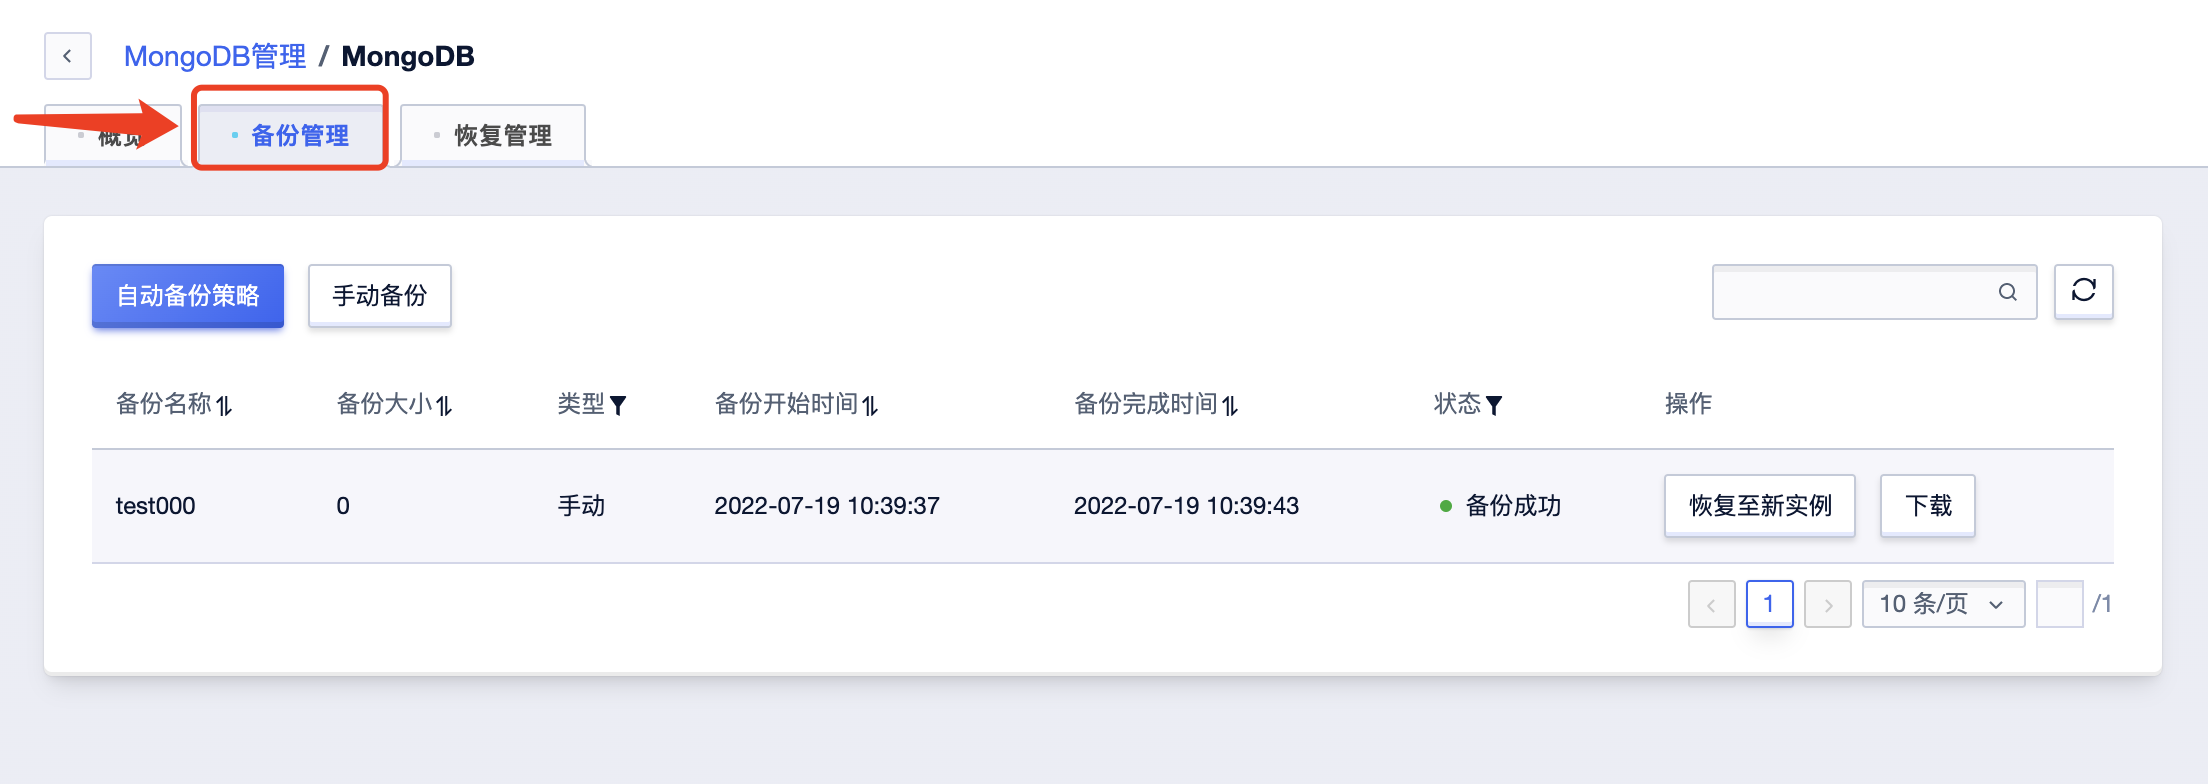 MongoDB管理 / MongoDB
备份管理 恢复管理
自动备份策略 手动备份
备份名称 备份大小 类型 备份开始时间 备份完成时间 状态 操作
test000 0 手动 2022-07-19 10:39:37 2022-07-19 10:39:43 备份成功 恢复至新实例 下载
1 10 条/页 /1